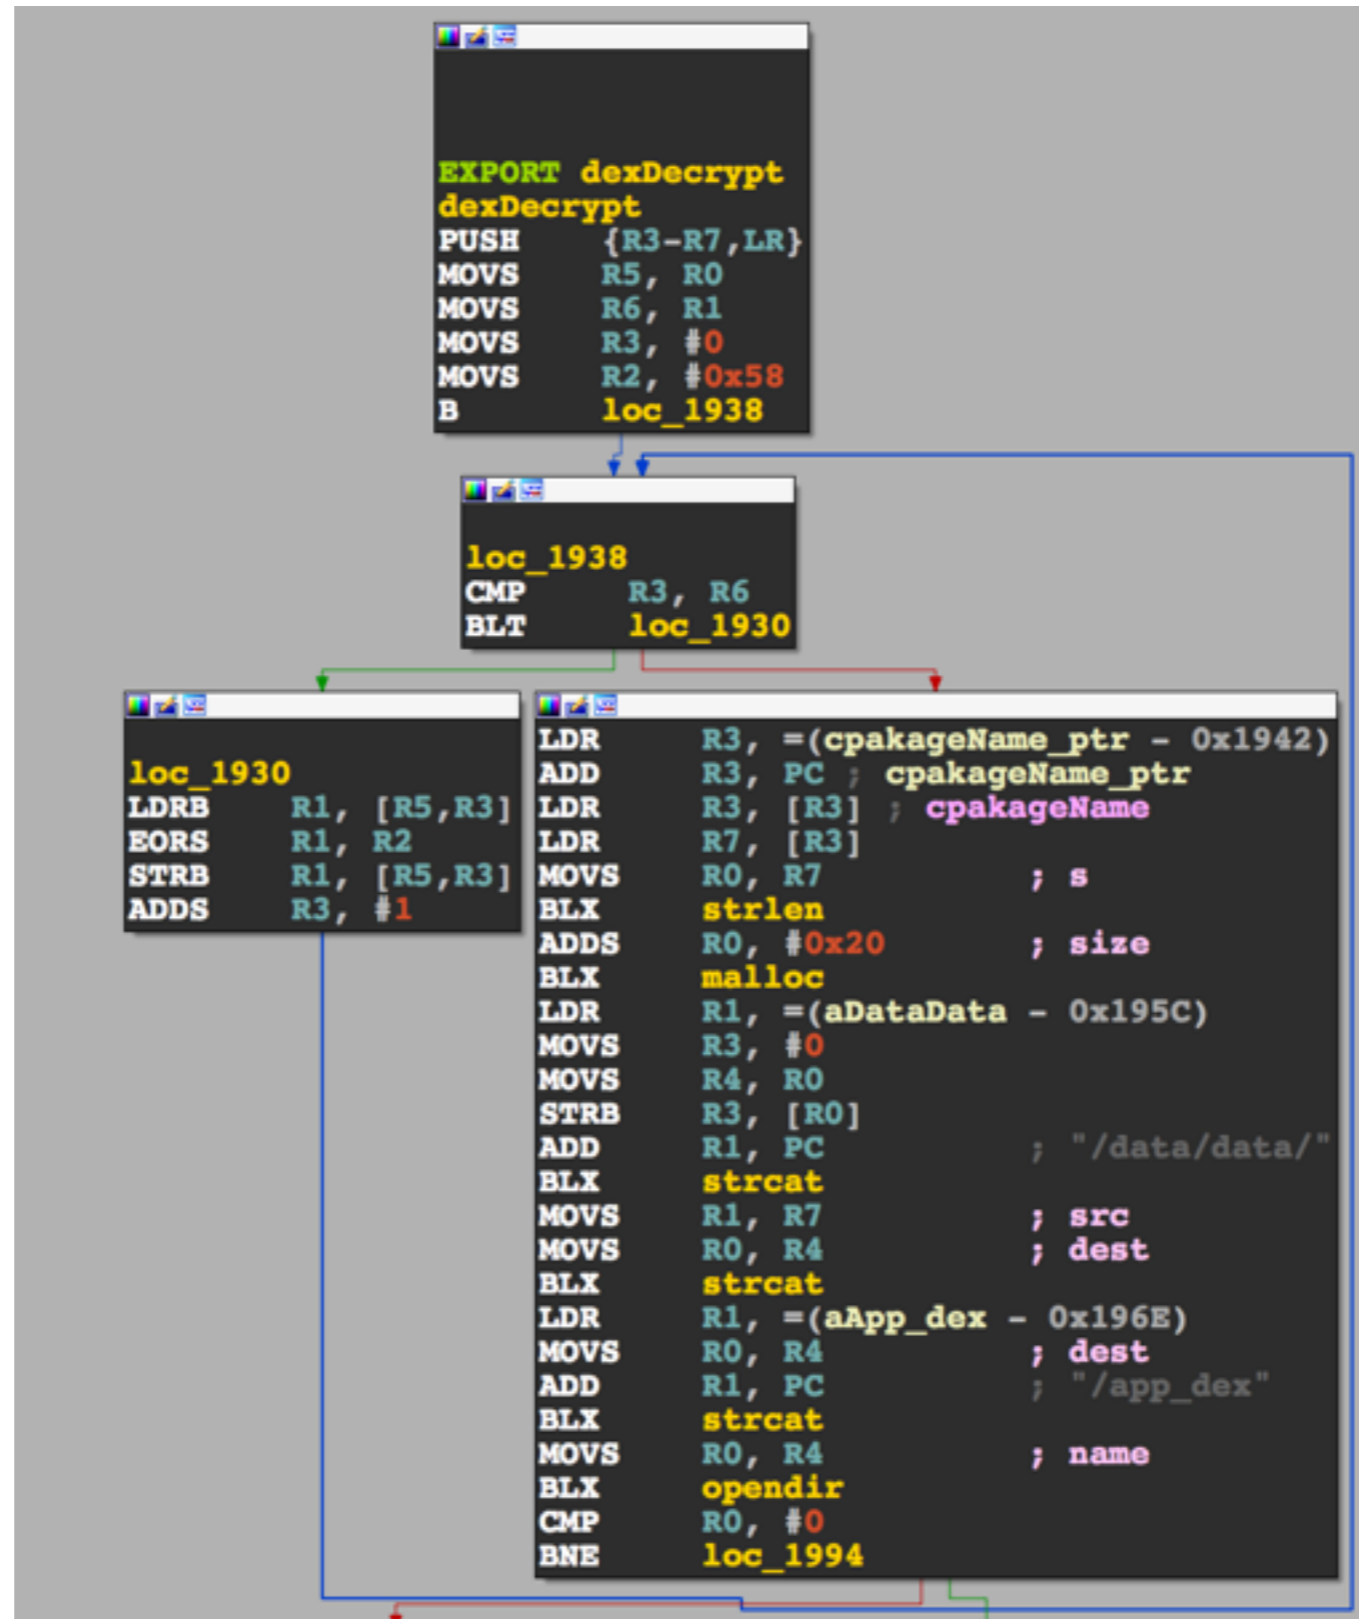 EXPORT dexDecrypt
dexDecrypt
PUSH {R3-R7,LR}
MOVS R5, R0
MOVS R6, R1
MOVS R3, #0
MOVS R2, #0x58
B loc_1938
loc_1938
CMP R3, R6
BLT loc_1930
loc_1930
LDRB R1, [R5,R3]
EORS R1, R2
STRB R1, [R5,R3]
ADDS R3, #1
LDR R3, =(cpakageName_ptr - 0x1942)
ADD R3, PC ; cpakageName_ptr
LDR R3, [R3] ; cpakageName
LDR R7, [R3]
MOVS R0, R7 ; s
BLX strlen
ADDS R0, #0x20 ; size
BLX malloc
LDR R1, =(aDataData - 0x195C)
MOVS R3, #0
MOVS R4, R0
STRB R3, [R0]
ADD R1, PC ; "/data/data/"
BLX strcat
MOVS R1, R7 ; src
MOVS R0, R4 ; dest
BLX strcat
LDR R1, =(aApp_dex - 0x196E)
MOVS R0, R4 ; dest
ADD R1, PC ; "/app_dex"
BLX strcat
MOVS R0, R4 ; name
BLX opendir
CMP R0, #0
BNE loc_1994